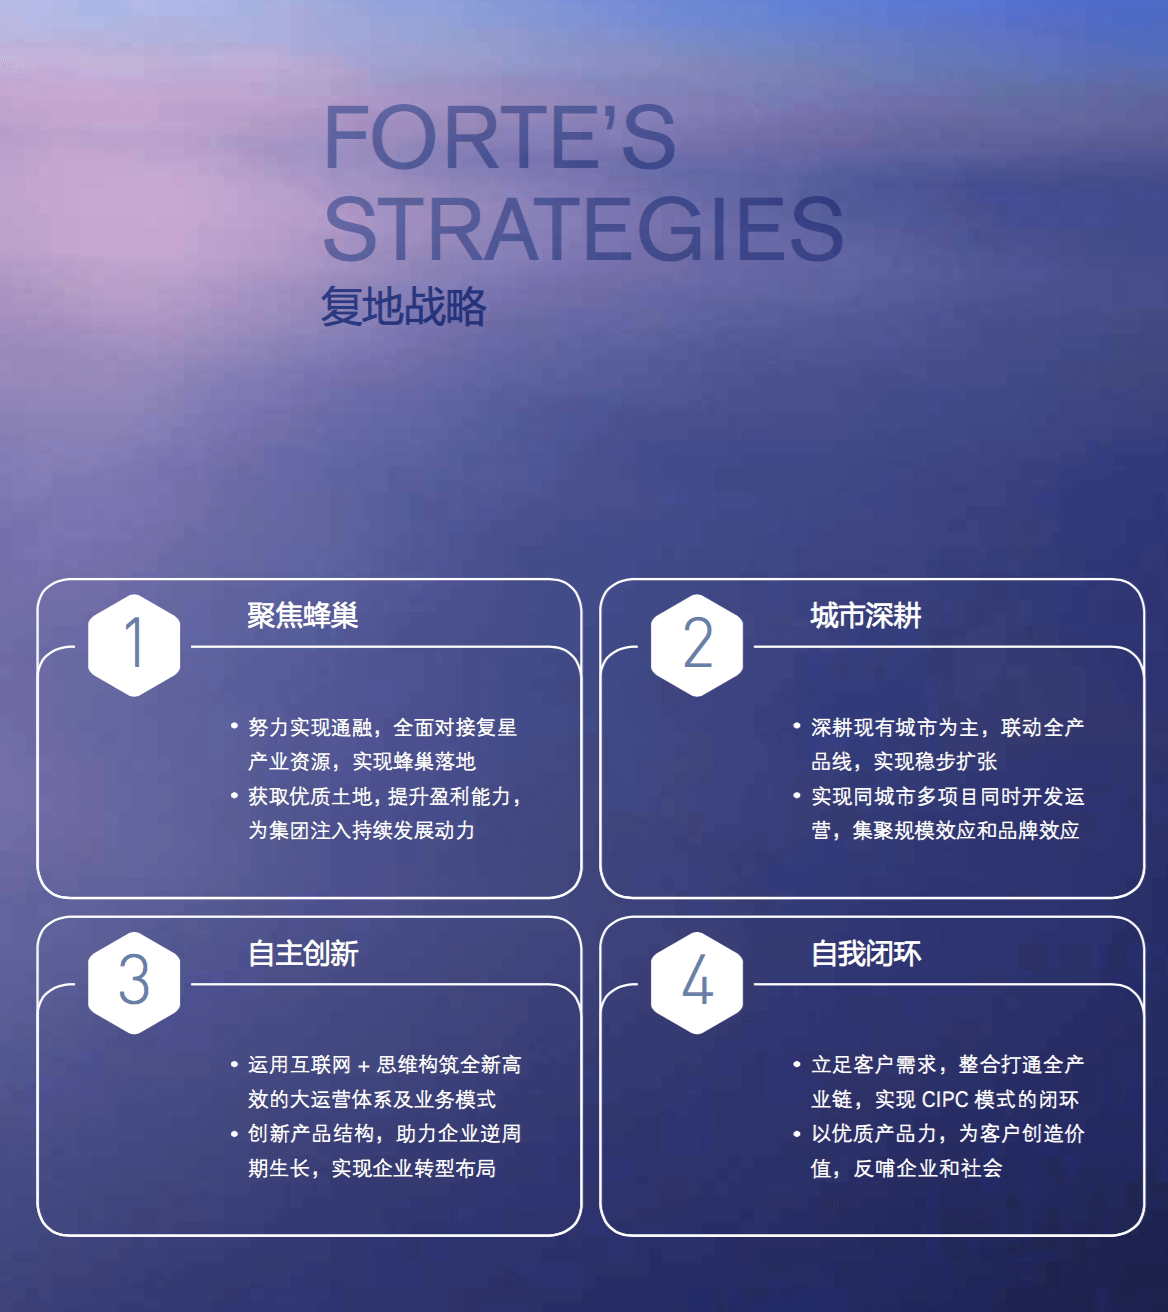 FORTE’S
STRATEGIES
复地战略
1
聚焦蜂巢
• 努力实现通融，全面对接复星
产业资源，实现蜂巢落地
• 获取优质土地，提升盈利能力，
为集团注入持续发展动力
2
城市深耕
• 深耕现有城市为主，联动全产
品线，实现稳步扩张
• 实现同城市多项目同时开发运
营，集聚规模效应和品牌效应
3
自主创新
• 运用互联网 + 思维构筑全新高
效的大运营体系及业务模式
• 创新产品结构，助力企业逆周
期生长，实现企业转型布局
4
自我闭环
• 立足客户需求，整合打通全产
业链，实现 CIPC 模式的闭环
• 以优质产品力，为客户创造价
值，反哺企业和社会